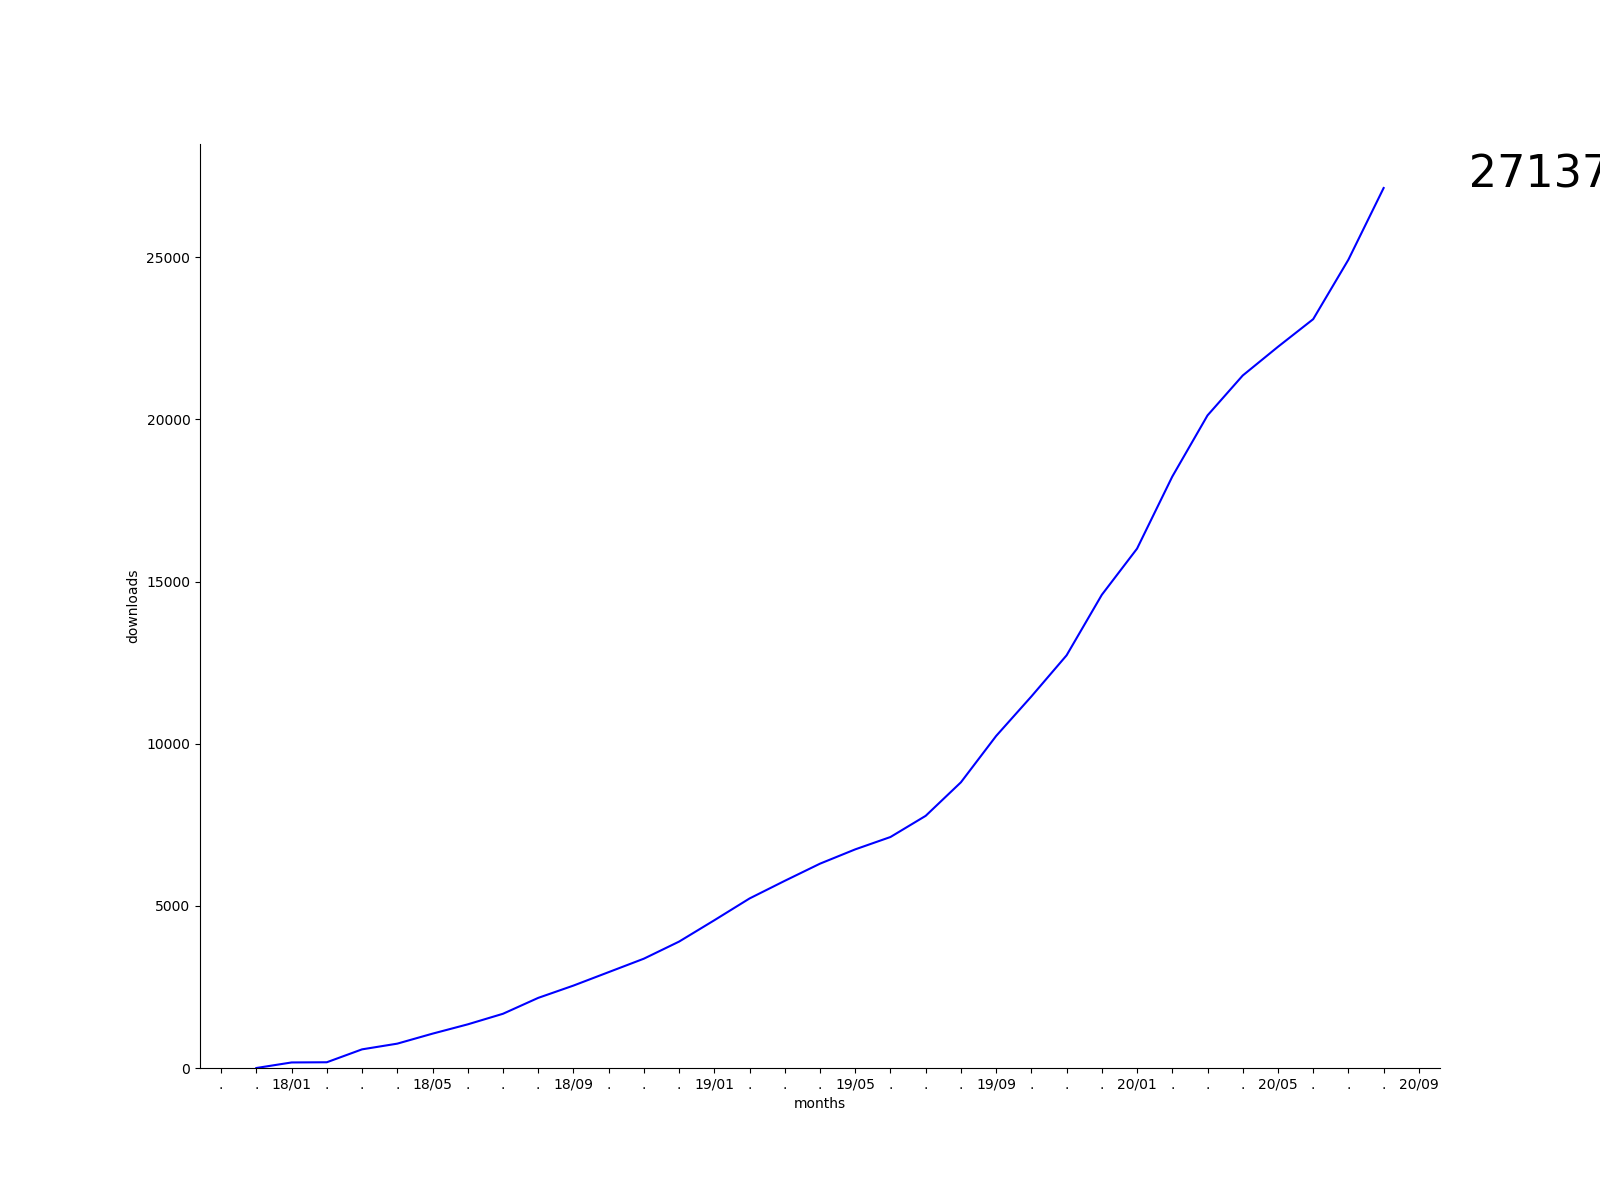 27137
25000
20000
15000
10000
5000
0
downloads
. . 18/01 . . . 18/05 . . . 18/09 . . . 19/01 . . . 19/05 . . . 19/09 . . . 20/01 . . . 20/05 . . . 20/09
months